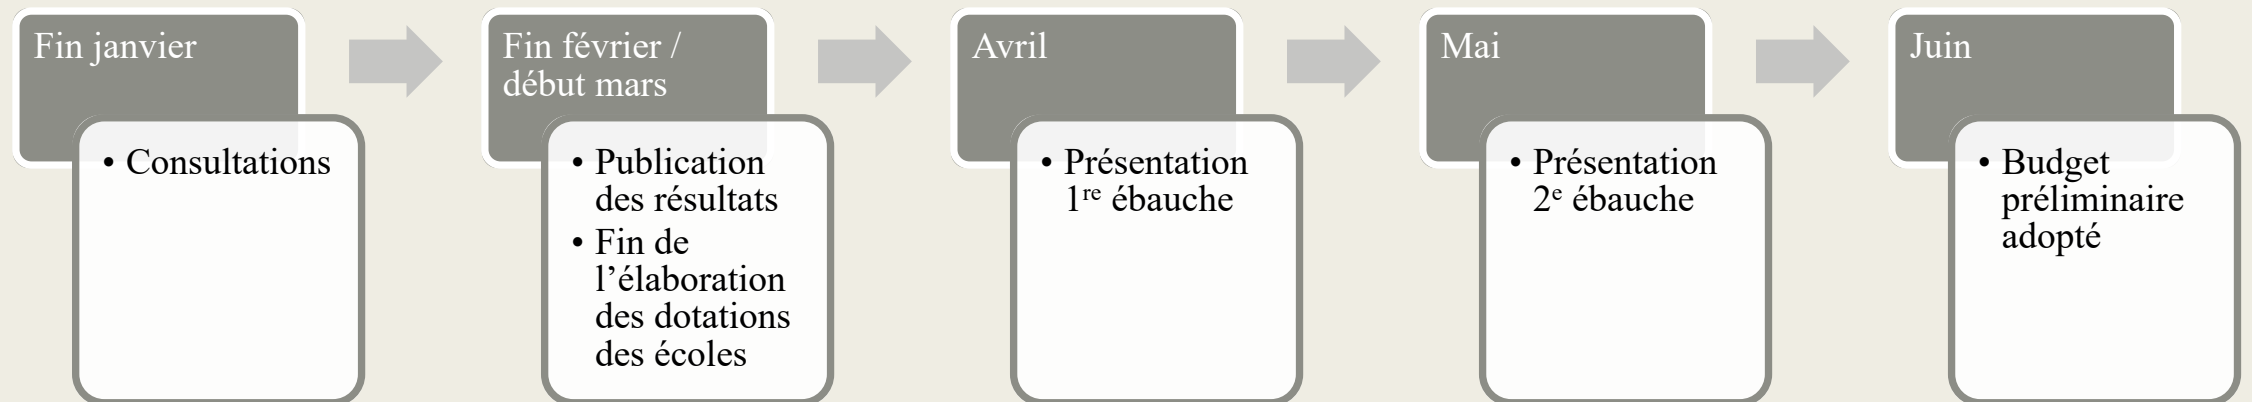 Fin janvier
• Consultations
Fin février /
début mars
• Publication
des résultats
• Fin de
l’élaboration
des dotations
des écoles
Avril
• Présentation
1re ébauche
Mai
• Présentation
2e ébauche
Juin
• Budget
préliminaire
adopté